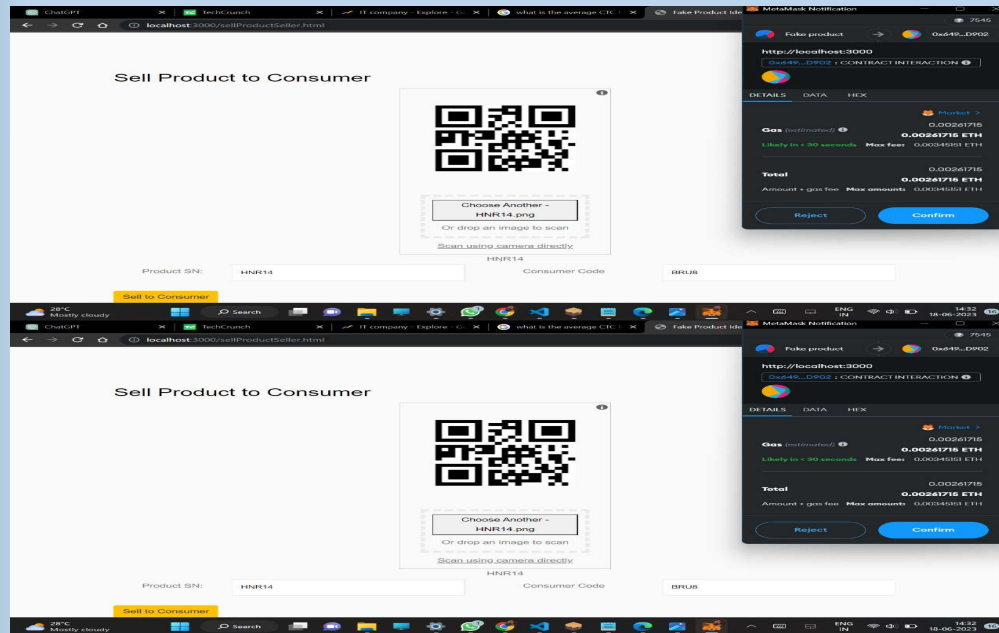 ChatGPT
TechCrunch
IT company - Explore - G
what is the average CTC
Fake Product Ide
MetaMask Notification
localhost:3000/sellProductSeller.html
7545
Fake product
0x649...D902
http://localhost:3000
0x649...D902 : CONTRACT INTERACTION
Sell Product to Consumer
DETAILS DATA HEX
Market >
Gas (estimated) 0.00261715
0.00261715 ETH
Likely in < 30 seconds Max fee: 0.00345151 ETH
Total 0.00261715
0.00261715 ETH
Amount + gas fee Max amount: 0.00345151 ETH
Reject Confirm
Choose Another -
HNR14.png
Or drop an image to scan
Scan using camera directly
HNR14
Product SN: HNR14 Consumer Code BRU8
Sell to Consumer
28°C
Mostly cloudy
Search
ENG
IN
14:32
18-06-2023
16
ChatGPT
TechCrunch
IT company - Explore - G
what is the average CTC
Fake Product Ide
MetaMask Notification
localhost:3000/sellProductSeller.html
7545
Fake product
0x649...D902
http://localhost:3000
0x649...D902 : CONTRACT INTERACTION
Sell Product to Consumer
DETAILS DATA HEX
Market >
Gas (estimated) 0.00261715
0.00261715 ETH
Likely in < 30 seconds Max fee: 0.00345151 ETH
Total 0.00261715
0.00261715 ETH
Amount + gas fee Max amount: 0.00345151 ETH
Reject Confirm
Choose Another -
HNR14.png
Or drop an image to scan
Scan using camera directly
HNR14
Product SN: HNR14 Consumer Code BRU8
Sell to Consumer
28°C
Mostly cloudy
Search
ENG
IN
14:32
18-06-2023
16